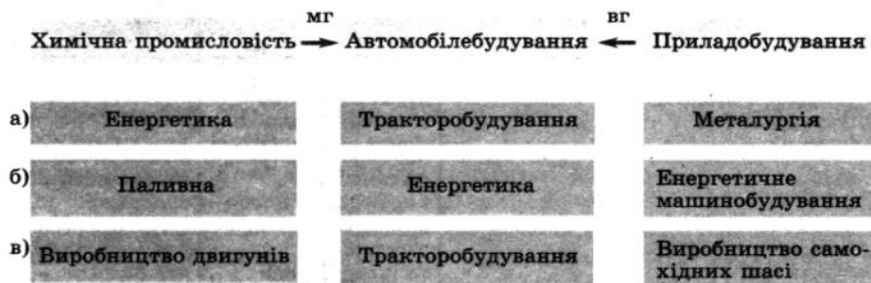 мг вг
Химічна промисловість → Автомобілебудування ← Приладобудування
а) Енергетика Тракторобудування Металургія
б) Паливна Енергетика Енергетичне
машинобудування
в) Виробництво двигунів Тракторобудування Виробництво само-
хідних шасі